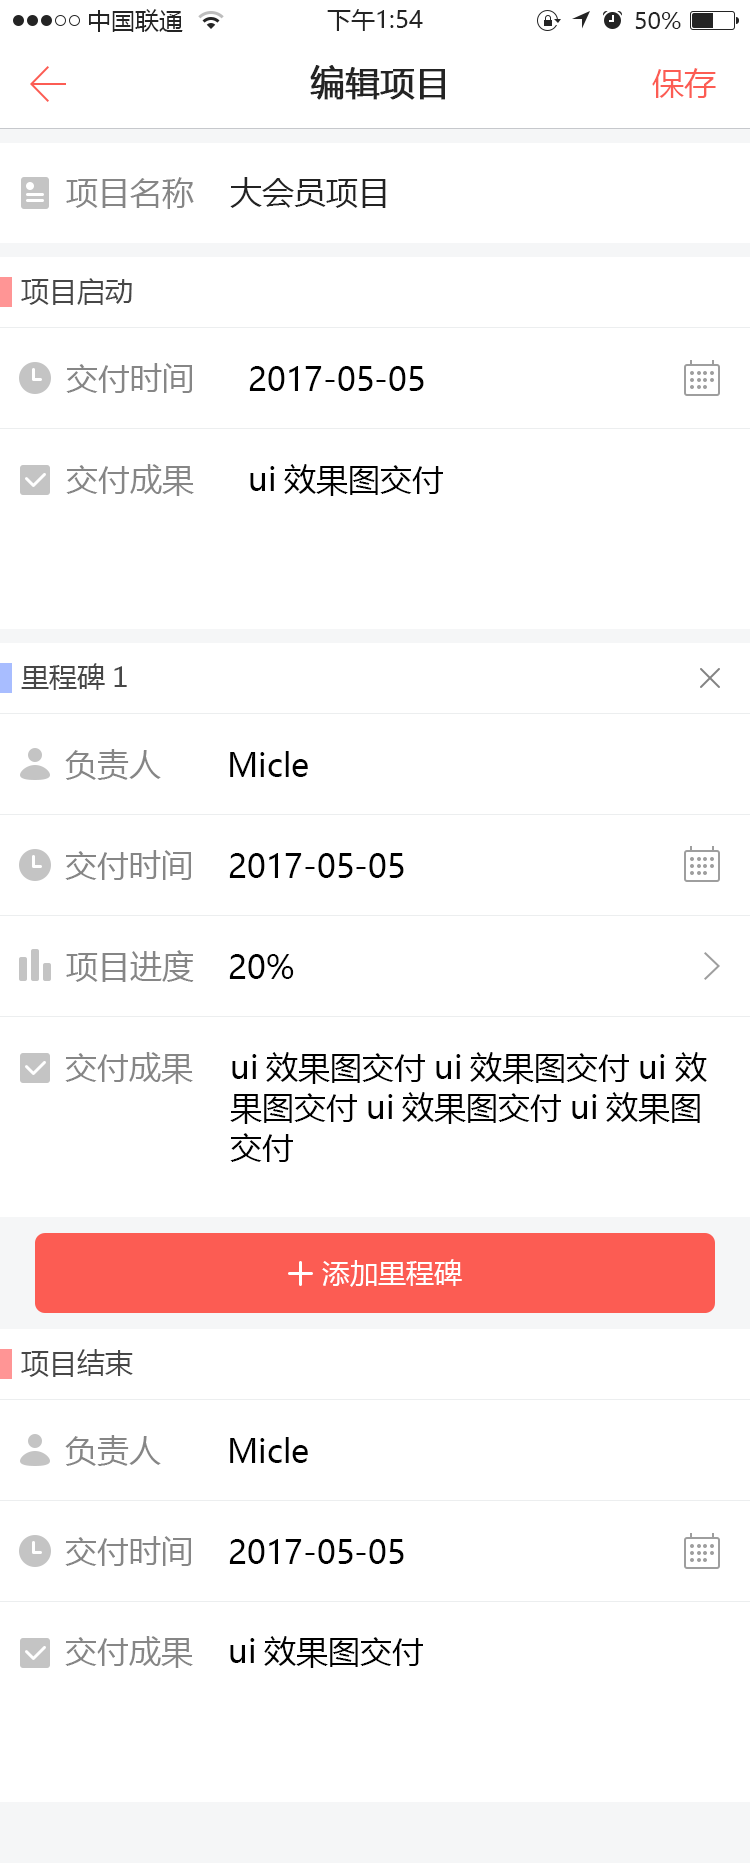 中国联通 下午1:54 50%
编辑项目 保存
项目名称 大会员项目
项目启动
交付时间 2017-05-05
交付成果 ui 效果图交付
里程碑 1
负责人 Micle
交付时间 2017-05-05
项目进度 20%
交付成果 ui 效果图交付 ui 效果图交付 ui 效
果图交付 ui 效果图交付 ui 效果图
交付
添加里程碑
项目结束
负责人 Micle
交付时间 2017-05-05
交付成果 ui 效果图交付